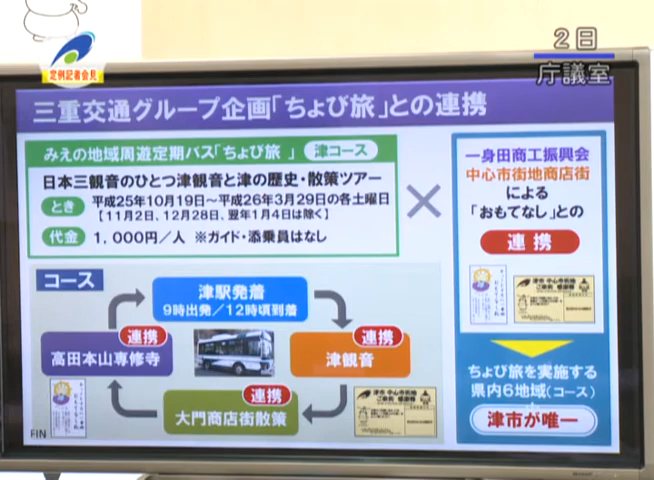 2日
庁議室
定例記者会見
三重交通グループ企画「ちょび旅」との連携
みえの地域周遊定期バス「ちょび旅 」 津コース
日本三観音のひとつ津観音と津の歴史・散策ツアー
とき 平成25年10月19日~平成26年3月29日の各土曜日
【11月2日、12月28日、翌年1月4日は除く】
代金 1,000円/人 ※ガイド・添乗員はなし
×
一身田商工振興会
中心市街地商店街
による
「おもてなし」との
連携
コース
津駅発着
9時出発/12時頃到着
連携
高田本山専修寺
連携
津観音
連携
大門商店街散策
ちょび旅を実施する
県内6地域(コース)
津市が唯一
FIN